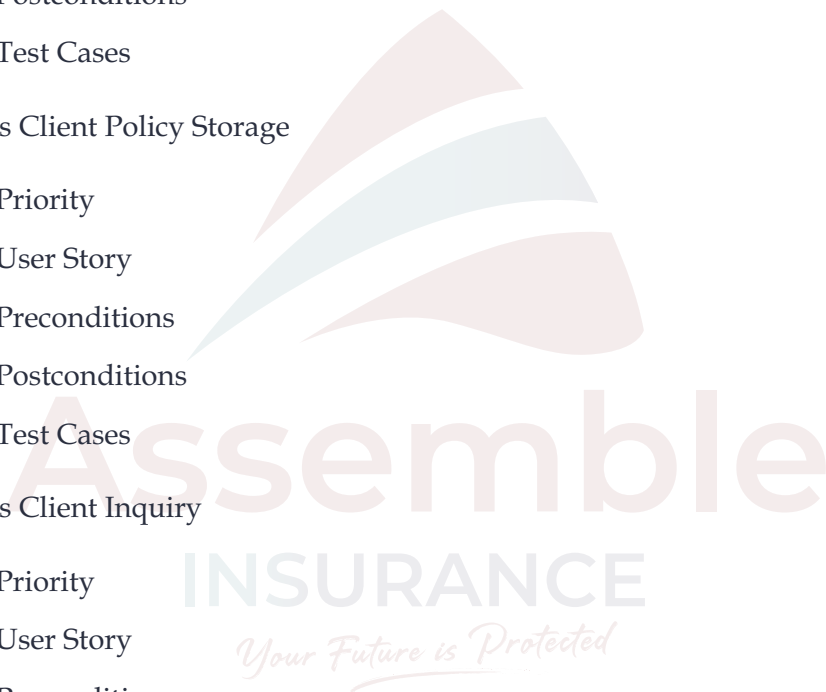 Postconditions
Test Cases
s Client Policy Storage
Priority
User Story
Preconditions
Postconditions
Test Cases
Assemble
s Client Inquiry
INSURANCE
Priority
User Story
Your Future is Protected